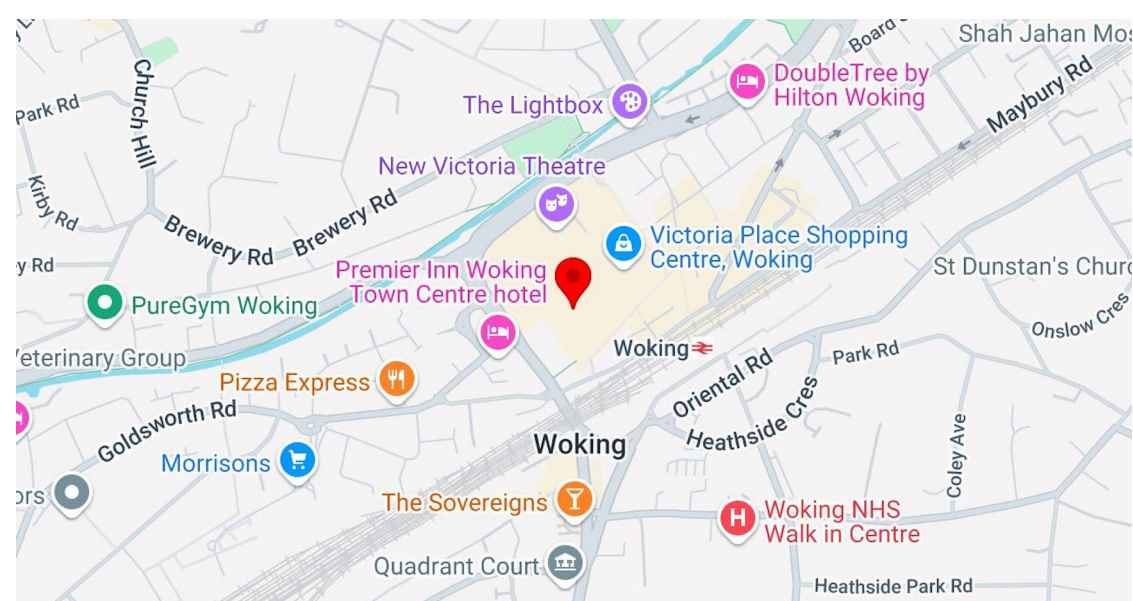 Board
Shah Jahan Mos
Church Hill
Park Rd
The Lightbox
DoubleTree by
Hilton Woking
Maybury Rd
New Victoria Theatre
Kirby Rd
Brewery Rd
Brewery Rd
Victoria Place Shopping
Centre, Woking
y Rd
Premier Inn Woking
Town Centre hotel
St Dunstan's Churc
PureGym Woking
Onslow Cres
Woking
Park Rd
eterinary Group
Pizza Express
Oriental Rd
Heathside Cres
Goldsworth Rd
Woking
Coley Ave
Morrisons
ors
The Sovereigns
H
Woking NHS
Walk in Centre
Quadrant Court
Heathside Park Rd